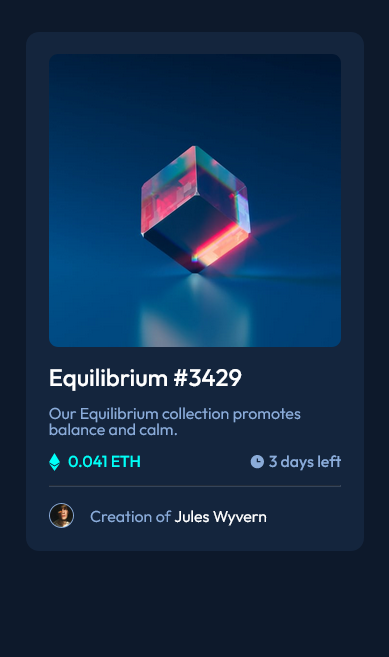 Equilibrium #3429
Our Equilibrium collection promotes
balance and calm.
0.041 ETH
3 days left
Creation of Jules Wyvern